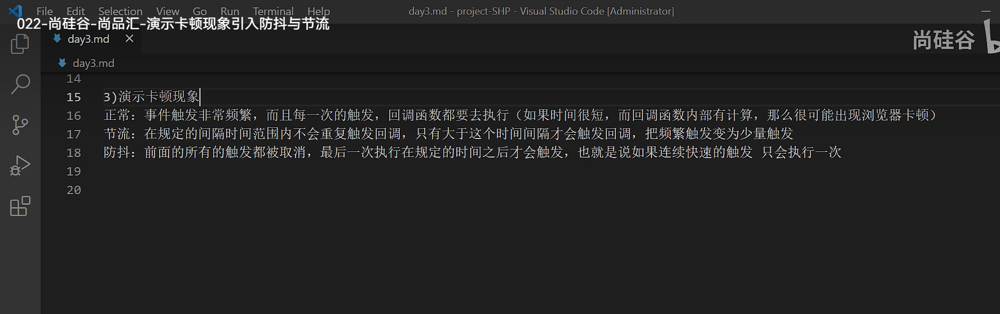 File Edit Selection View Go Run Terminal Help
day3.md - project-SHP - Visual Studio Code [Administrator]
022-尚硅谷-尚品汇-演示卡顿现象引入防抖与节流
day3.md
尚硅谷
day3.md
14
15 3)演示卡顿现象
16 正常：事件触发非常频繁，而且每一次的触发，回调函数都要去执行（如果时间很短，而回调函数内部有计算，那么很可能出现浏览器卡顿）
17 节流：在规定的间隔时间范围内不会重复触发回调，只有大于这个时间间隔才会触发回调，把频繁触发变为少量触发
18 防抖：前面的所有的触发都被取消，最后一次执行在规定的时间之后才会触发，也就是说如果连续快速的触发 只会执行一次
19
20